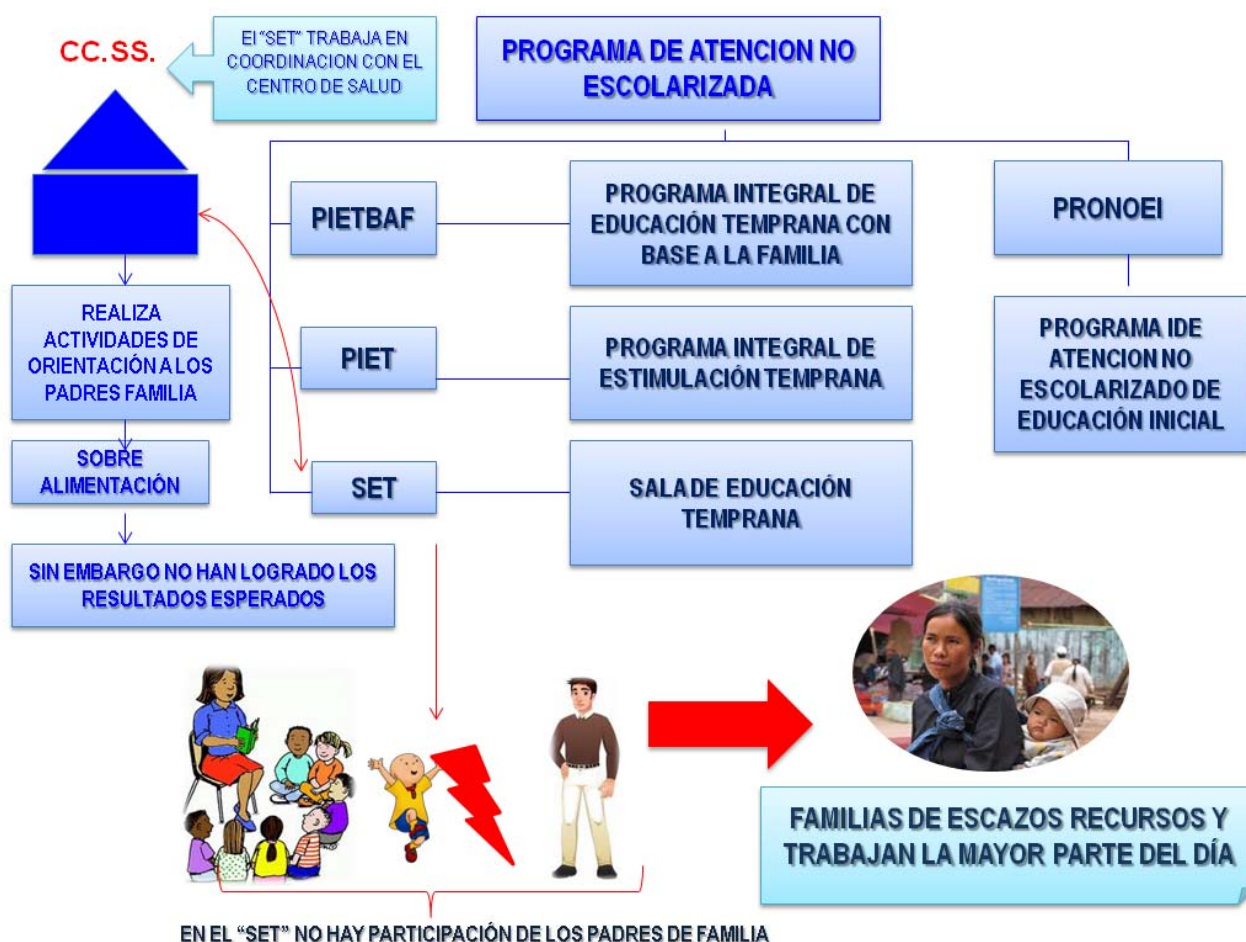 CC.SS.
El "SET" TRABAJA EN
COORDINACION CON EL
CENTRO DE SALUD
PROGRAMA DE ATENCION NO
ESCOLARIZADA
PIETBAF
PROGRAMA INTEGRAL DE
EDUCACIÓN TEMPRANA CON
BASE A LA FAMILIA
PRONOEI
REALIZA
ACTIVIDADES DE
ORIENTACIÓN A LOS
PADRES FAMILIA
PIET
PROGRAMA INTEGRAL DE
ESTIMULACIÓN TEMPRANA
PROGRAMA IDE
ATENCION NO
ESCOLARIZADO DE
EDUCACIÓN INICIAL
SOBRE
ALIMENTACIÓN
SET
SALA DE EDUCACIÓN
TEMPRANA
SIN EMBARGO NO HAN LOGRADO LOS
RESULTADOS ESPERADOS
FAMILIAS DE ESCAZOS RECURSOS Y
TRABAJAN LA MAYOR PARTE DEL DÍA
EN EL "SET" NO HAY PARTICIPACIÓN DE LOS PADRES DE FAMILIA